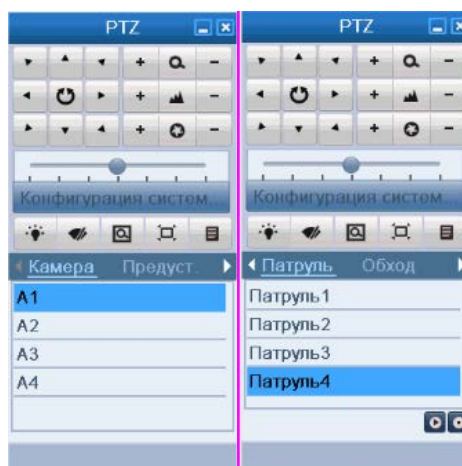 PTZ
Конфигурация систем...
Камера Предуст.
A1
A2
A3
A4
PTZ
Конфигурация систем...
Патруль Обход
Патруль1
Патруль2
Патруль3
Патруль4